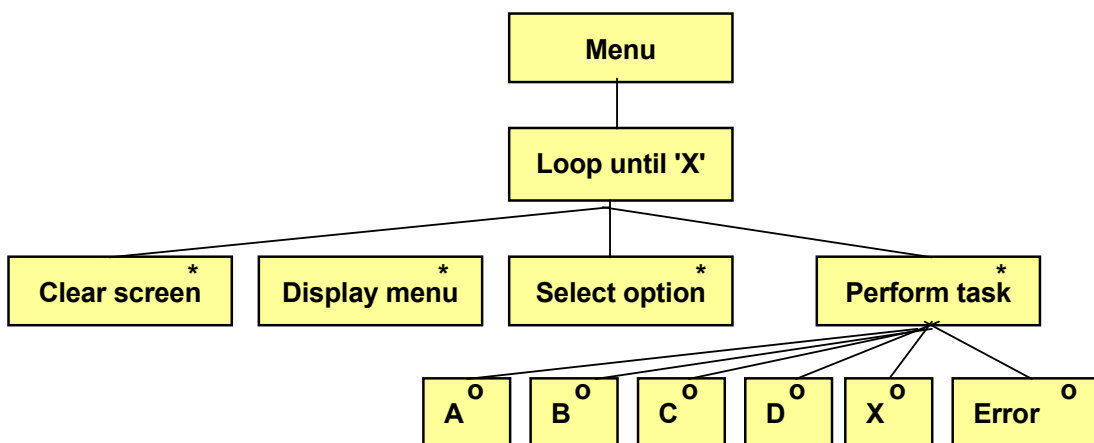 Menu
Loop until 'X'
Clear screen *
Display menu *
Select option *
Perform task *
A o
B o
C o
D o
X o
Error o